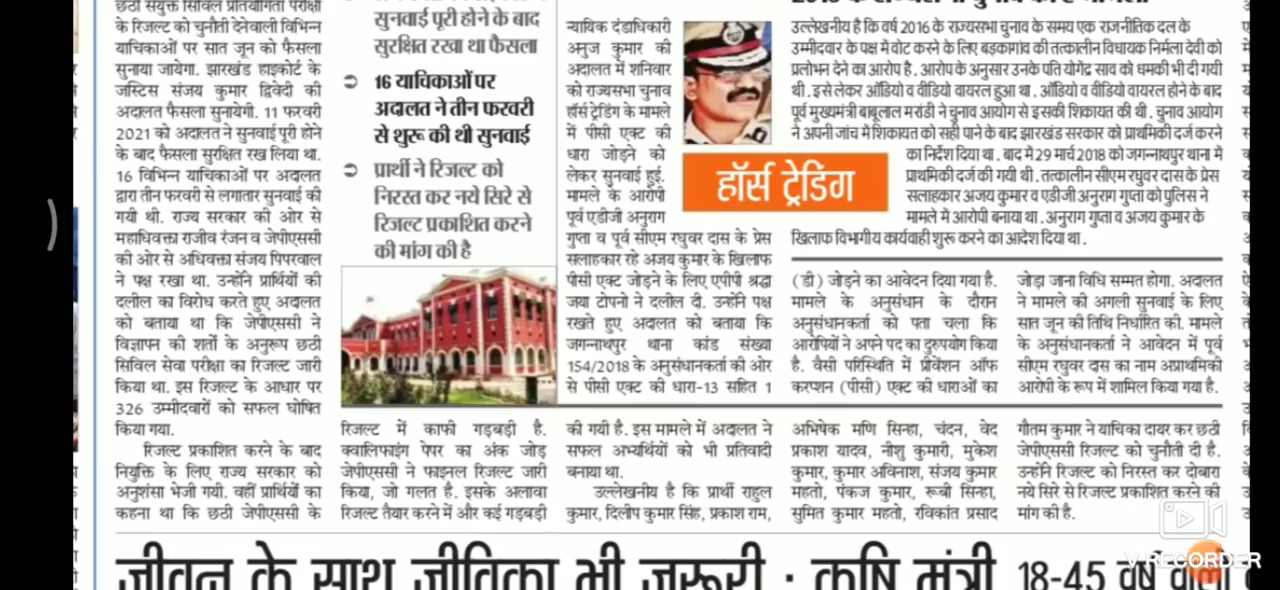 छठी संयुक्त सिविल प्रतियोगिता परीक्षा
के रिजल्ट को चुनौती देनेवाली विभिन्न
याचिकाओं पर सात जून को फैसला
सुनाया जायेगा. झारखंड हाइकोर्ट के
जस्टिस संजय कुमार द्विवेदी की
अदालत फैसला सुनायेगी. 11 फरवरी
2021 को अदालत ने सुनवाई पूरी होने
के बाद फैसला सुरक्षित रख लिया था.
16 विभिन्न याचिकाओं पर अदालत
द्वारा तीन फरवरी से लगातार सुनवाई की
गयी थी. राज्य सरकार की ओर से
महाधिवक्ता राजीव रंजन व जेपीएससी
की ओर से अधिवक्ता संजय पिपरवाल
ने पक्ष रखा था. उन्होंने प्रार्थियों की
दलील का विरोध करते हुए अदालत
को बताया था कि जेपीएससी ने
विज्ञापन की शर्तों के अनुरूप छठी
सिविल सेवा परीक्षा का रिजल्ट जारी
किया था. इस रिजल्ट के आधार पर
326 उम्मीदवारों को सफल घोषित
किया गया.
रिजल्ट प्रकाशित करने के बाद
नियुक्ति के लिए राज्य सरकार को
अनुशंसा भेजी गयी. वहीं प्रार्थियों का
कहना था कि छठी जेपीएससी के
सुनवाई पूरी होने के बाद
सुरक्षित रखा था फैसला
16 याचिकाओं पर
अदालत ने तीन फरवरी
से शुरू की थी सुनवाई
प्रार्थी ने रिजल्ट को
निरस्त कर नये सिरे से
रिजल्ट प्रकाशित करने
की मांग की है
रिजल्ट में काफी गड़बड़ी है.
क्वालिफाइंग पेपर का अंक जोड़
जेपीएससी ने फाइनल रिजल्ट जारी
किया, जो गलत है. इसके अलावा
रिजल्ट तैयार करने में और कई गड़बड़ी
की गयी है. इस मामले में अदालत ने
सफल अभ्यर्थियों को भी प्रतिवादी
बनाया था.
उल्लेखनीय है कि प्रार्थी राहुल
कुमार, दिलीप कुमार सिंह, प्रकाश राम,
अभिषेक मणि सिन्हा, चंदन, वेद
प्रकाश यादव, नीशु कुमारी, मुकेश
कुमार, कुमार अविनाश, संजय कुमार
महतो, पंकज कुमार, रूबी सिन्हा,
सुमित कुमार महतो, रविकांत प्रसाद
गौतम कुमार ने याचिका दायर कर छठी
जेपीएससी रिजल्ट को चुनौती दी है.
उन्होंने रिजल्ट को निरस्त कर दोबारा
नये सिरे से रिजल्ट प्रकाशित करने की
मांग की है.
न्यायिक दंडाधिकारी
अनुज कुमार की
अदालत में शनिवार
को राज्यसभा चुनाव
हॉर्स ट्रेडिंग के मामले
में पीसी एक्ट की
धारा जोड़ने को
लेकर सुनवाई हुई.
मामले के आरोपी
पूर्व एडीजी अनुराग
गुप्ता व पूर्व सीएम रघुवर दास के प्रेस
सलाहकार रहे अजय कुमार के खिलाफ
पीसी एक्ट जोड़ने के लिए एपीपी श्रद्धा
जया टोपनो ने दलील दी. उन्होंने पक्ष
रखते हुए अदालत को बताया कि
जगन्नाथपुर थाना कांड संख्या
154/2018 के अनुसंधानकर्ता की ओर
से पीसी एक्ट की धारा-13 सहित 1
(डी) जोड़ने का आवेदन दिया गया है.
मामले के अनुसंधान के दौरान
अनुसंधानकर्ता को पता चला कि
आरोपियों ने अपने पद का दुरुपयोग किया
है. वैसी परिस्थिति में प्रीवेंशन ऑफ
करप्शन (पीसी) एक्ट की धाराओं का
जोड़ा जाना विधि सम्मत होगा. अदालत
ने मामले की अगली सुनवाई के लिए
सात जून की तिथि निर्धारित की. मामले
के अनुसंधानकर्ता ने आवेदन में पूर्व
सीएम रघुवर दास का नाम अप्राथमिकी
आरोपी के रूप में शामिल किया गया है.
हॉर्स ट्रेडिंग
उल्लेखनीय है कि वर्ष 2016 के राज्यसभा चुनाव के समय एक राजनीतिक दल के
उम्मीदवार के पक्ष में वोट करने के लिए बड़कागांव की तत्कालीन विधायक निर्मला देवी को
प्रलोभन देने का आरोप है. आरोप के अनुसार उनके पति योगेंद्र साव को धमकी भी दी गयी
थी. इसे लेकर ऑडियो व वीडियो वायरल हुआ था. ऑडियो व वीडियो वायरल होने के बाद
पूर्व मुख्यमंत्री बाबूलाल मरांडी ने चुनाव आयोग से इसकी शिकायत की थी. चुनाव आयोग
ने अपनी जांच में शिकायत को सही पाने के बाद झारखंड सरकार को प्राथमिकी दर्ज करने
का निर्देश दिया था. बाद में 29 मार्च 2018 को जगन्नाथपुर थाना में
प्राथमिकी दर्ज की गयी थी. तत्कालीन सीएम रघुवर दास के प्रेस
सलाहकार अजय कुमार व एडीजी अनुराग गुप्ता को पुलिस ने
मामले में आरोपी बनाया था. अनुराग गुप्ता व अजय कुमार के
खिलाफ विभागीय कार्यवाही शुरू करने का आदेश दिया था.
जीवन के साथ जीविका भी जरूरी : कृषि मंत्री
18-45 वर्ष
V RECORDER